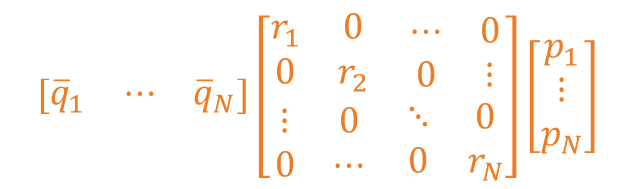 [q̄₁ ⋯ q̄_N] [r₁ 0 ⋯ 0; 0 r₂ 0 ⋮; ⋮ 0 ⋱ 0; 0 ⋯ 0 r_N] [p₁; ⋮; p_N]